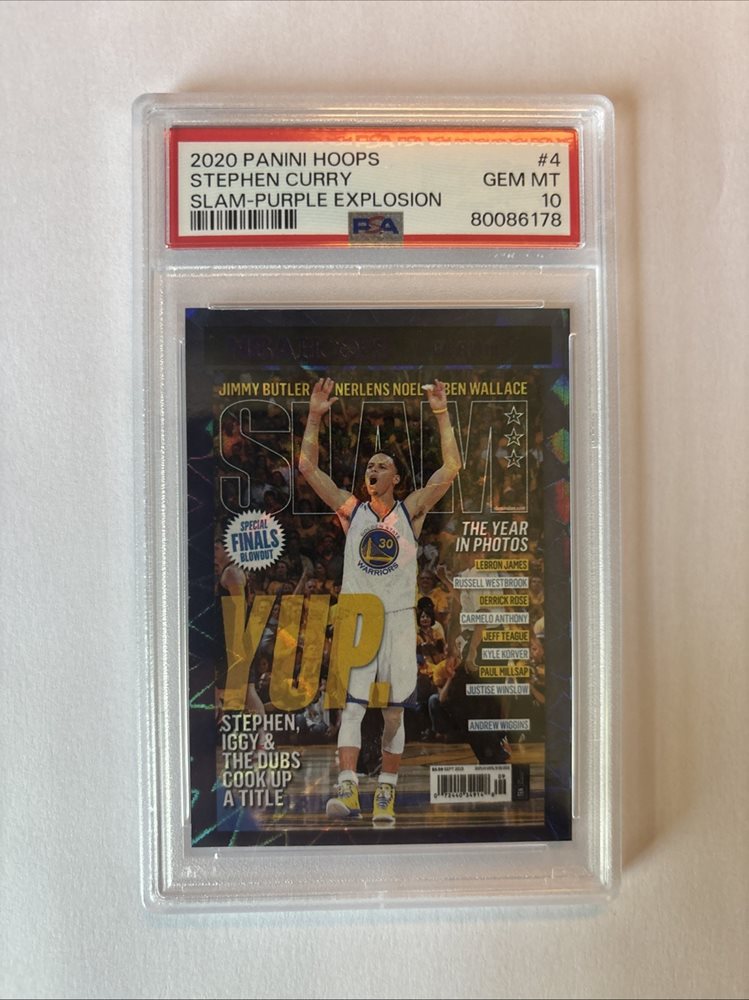 2020 PANINI HOOPS #4
STEPHEN CURRY GEM MT
SLAM-PURPLE EXPLOSION 10
PSA 80086178
JIMMY BUTLER NERLENS NOEL BEN WALLACE
SLAM
SPECIAL
FINALS
BLOWOUT
THE YEAR
IN PHOTOS
LEBRON JAMES
RUSSELL WESTBROOK
DERRICK ROSE
CARMELO ANTHONY
JEFF TEAGUE
KYLE KORVER
PAUL MILLSAP
JUSTISE WINSLOW
ANDREW WIGGINS
GOLDEN STATE
30
WARRIORS
YUP.
STEPHEN,
IGGY &
THE DUBS
COOK UP
A TITLE